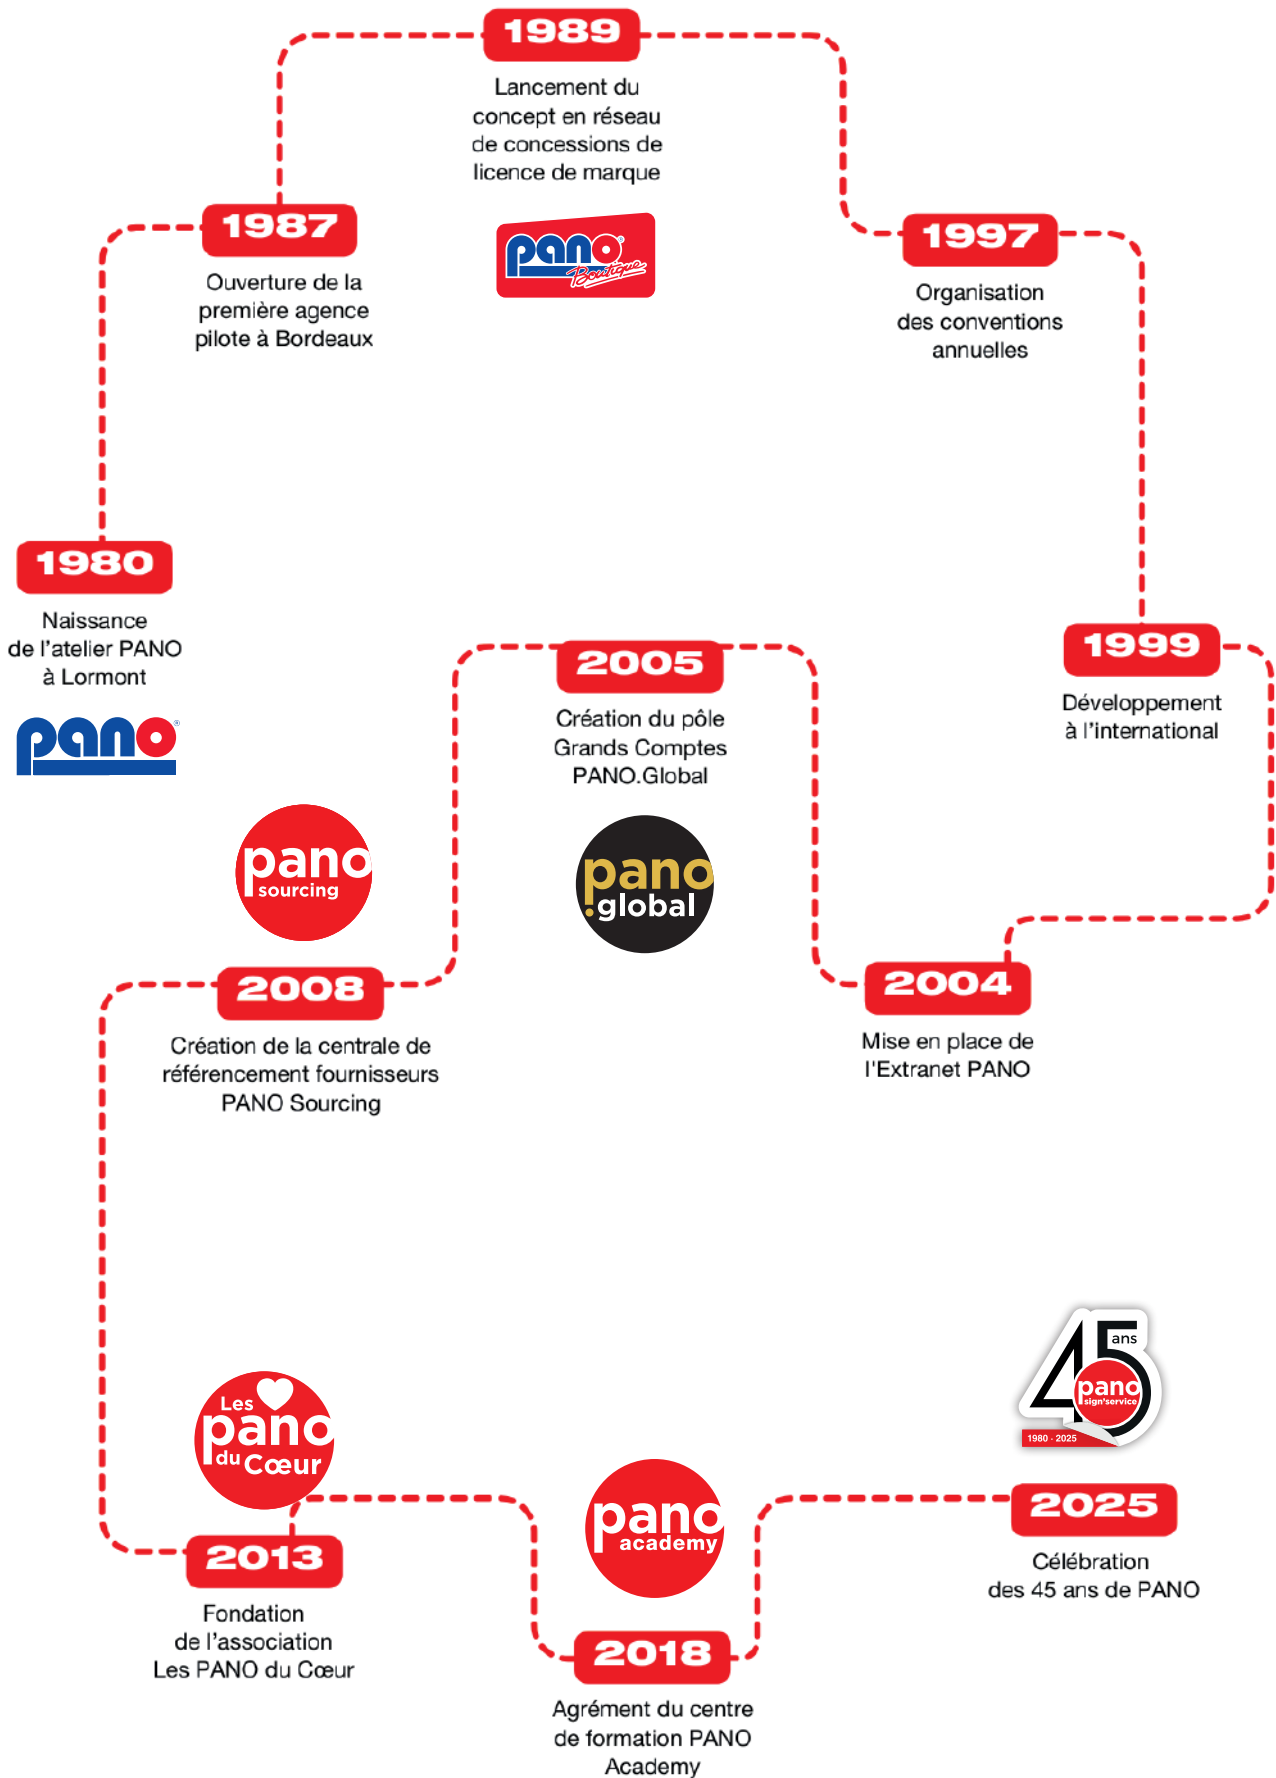 1980
Naissance
de l'atelier PANO
à Lormont
pano®
1987
Ouverture de la
première agence
pilote à Bordeaux
1989
Lancement du
concept en réseau
de concessions de
licence de marque
pano®
Boutique
1997
Organisation
des conventions
annuelles
1999
Développement
à l'international
2004
Mise en place de
l'Extranet PANO
2005
Création du pôle
Grands Comptes
PANO.Global
pano
.global
pano
sourcing
2008
Création de la centrale de
référencement fournisseurs
PANO Sourcing
Les
pano
du Cœur
2013
Fondation
de l'association
Les PANO du Cœur
pano
academy
2018
Agrément du centre
de formation PANO
Academy
45
ans
pano
sign'service
1980 - 2025
2025
Célébration
des 45 ans de PANO